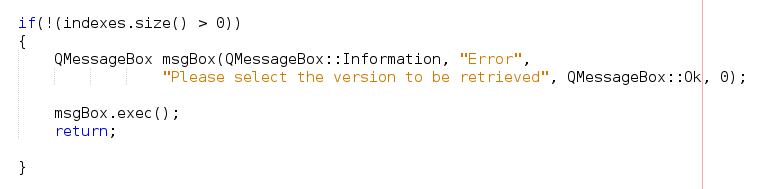 if(!(indexes.size() > 0))
{
    QMessageBox msgBox(QMessageBox::Information, "Error",
                "Please select the version to be retrieved", QMessageBox::Ok, 0);
    msgBox.exec();
    return;
}